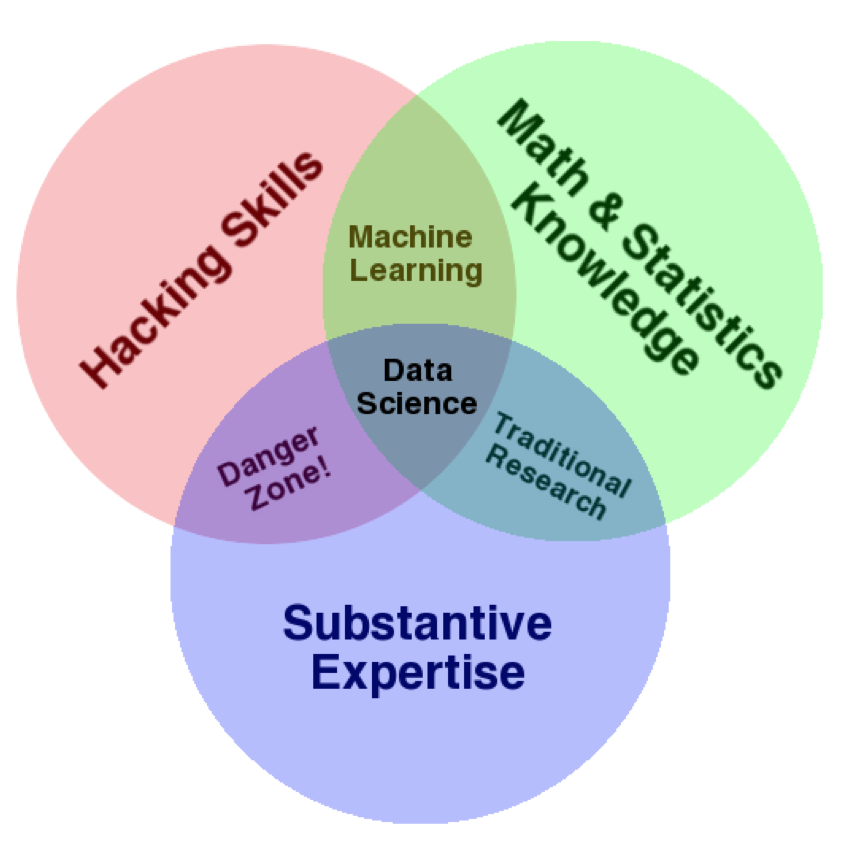 Hacking Skills
Math & Statistics
Knowledge
Machine
Learning
Data
Science
Danger
Zone!
Traditional
Research
Substantive
Expertise